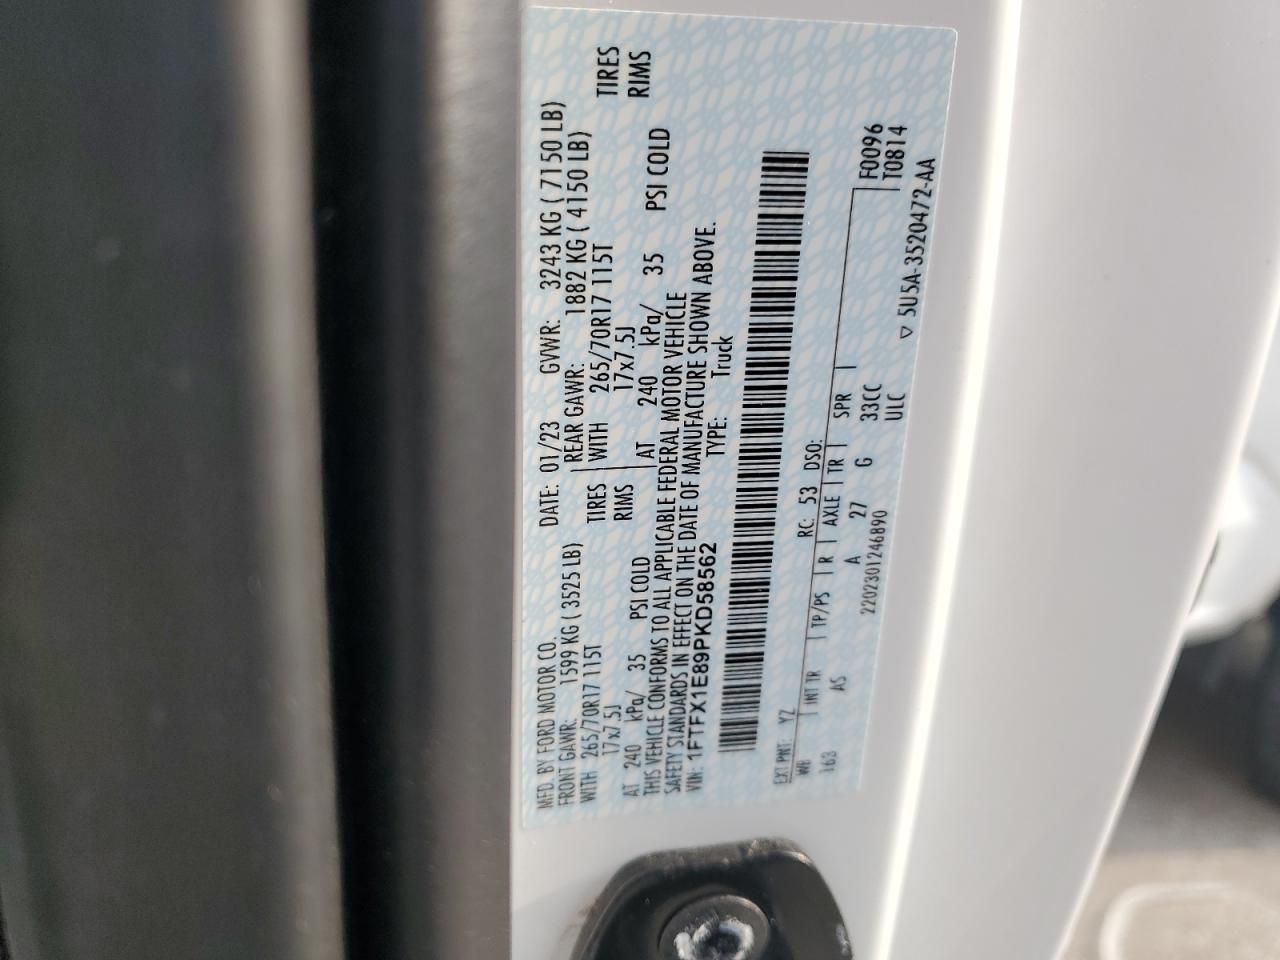 MFD. BY FORD MOTOR CO. DATE: 01/23 GVWR: 3243 KG ( 7150 LB)
FRONT GAWR: 1599 KG ( 3525 LB) REAR GAWR: 1882 KG ( 4150 LB)
WITH 265/70R17 115T TIRES WITH 265/70R17 115T TIRES
17x7.5J RIMS 17x7.5J RIMS
AT 240 kPa/ 35 PSI COLD AT 240 kPa/ 35 PSI COLD
THIS VEHICLE CONFORMS TO ALL APPLICABLE FEDERAL MOTOR VEHICLE
SAFETY STANDARDS IN EFFECT ON THE DATE OF MANUFACTURE SHOWN ABOVE.
VIN: 1FTFX1E89PKD58562 TYPE: Truck
EXT PNT: YZ RC: 53 DSO: F0096
WB INT TR TP/PS R AXLE TR SPR T0814
163 AS A 27 G 33CC
ULC
2202301246890 ▽ 5U5A-3520472-AA